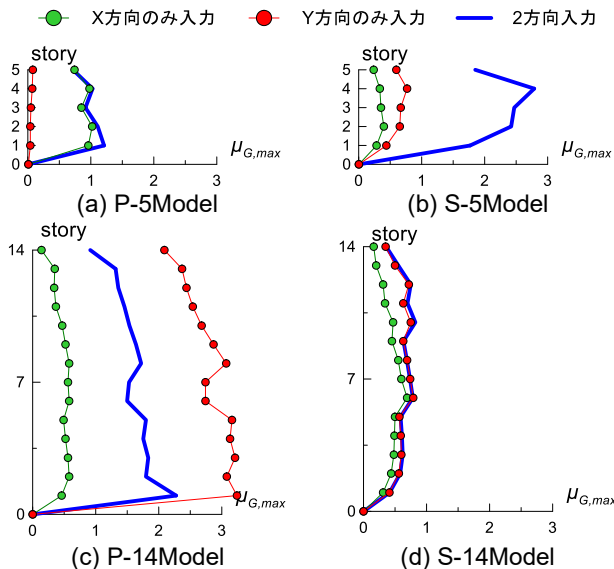 X方向のみ入力 Y方向のみ入力 2方向入力
story story
5 5
4 4
3 3
2 2
1 1
0 0
μG,max μG,max
0 1 2 3 0 1 2 3
(a) P-5Model (b) S-5Model
story story
14 14
7 7
0 0
μG,max μG,max
0 1 2 3 0 1 2 3
(c) P-14Model (d) S-14Model